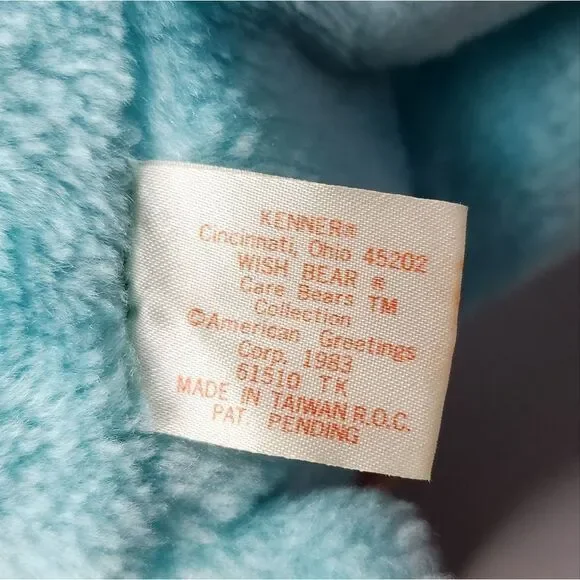 KENNER®
Cincinnati, Ohio 45202
WISH BEAR ®
Care Bears TM
Collection
©American Greetings
Corp. 1983
61510 TK
MADE IN TAIWAN R.O.C.
PAT. PENDING